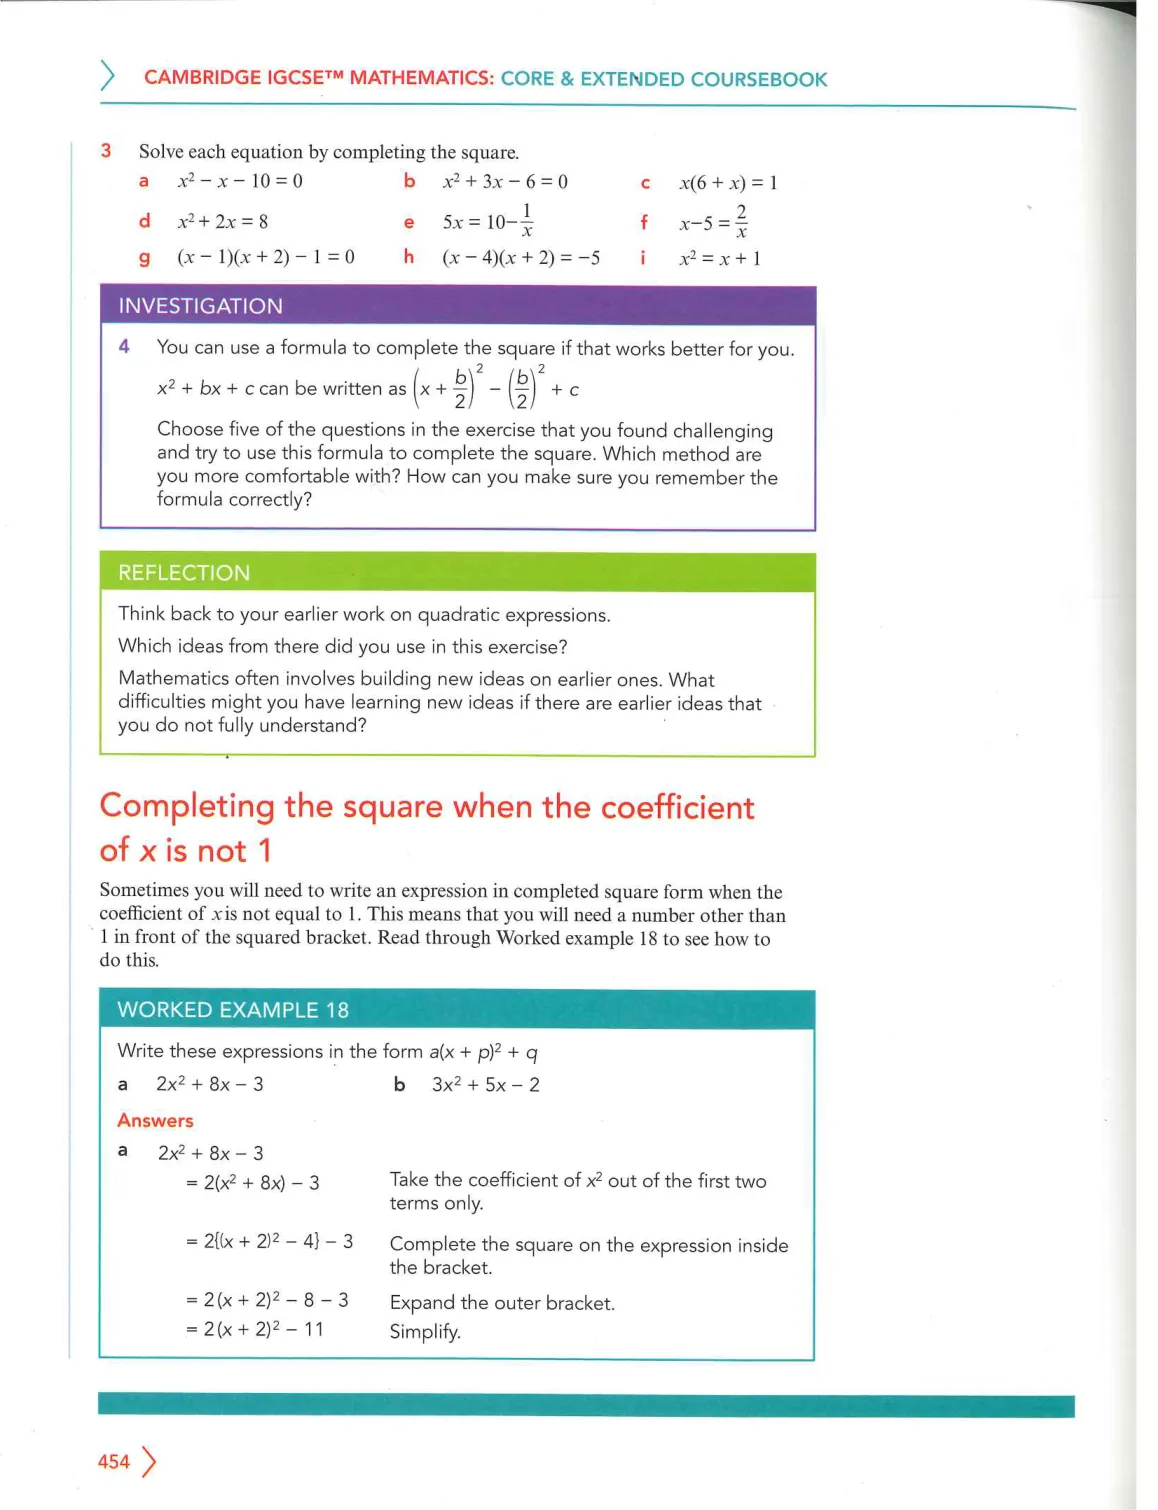 CAMBRIDGE IGCSE™ MATHEMATICS: CORE & EXTENDED COURSEBOOK
3 Solve each equation by completing the square.
a x² − x − 10 = 0 b x² + 3x − 6 = 0 c x(6 + x) = 1
d x² + 2x = 8 e 5x = 10− 1/x f x−5 = 2/x
g (x − 1)(x + 2) − 1 = 0 h (x − 4)(x + 2) = −5 i x² = x + 1
INVESTIGATION
4 You can use a formula to complete the square if that works better for you.
x² + bx + c can be written as (x + b/2)² − (b/2)² + c
Choose five of the questions in the exercise that you found challenging
and try to use this formula to complete the square. Which method are
you more comfortable with? How can you make sure you remember the
formula correctly?
REFLECTION
Think back to your earlier work on quadratic expressions.
Which ideas from there did you use in this exercise?
Mathematics often involves building new ideas on earlier ones. What
difficulties might you have learning new ideas if there are earlier ideas that
you do not fully understand?
Completing the square when the coefficient
of x is not 1
Sometimes you will need to write an expression in completed square form when the
coefficient of x is not equal to 1. This means that you will need a number other than
1 in front of the squared bracket. Read through Worked example 18 to see how to
do this.
WORKED EXAMPLE 18
Write these expressions in the form a(x + p)² + q
a 2x² + 8x − 3 b 3x² + 5x − 2
Answers
a 2x² + 8x − 3
= 2(x² + 8x) − 3 Take the coefficient of x² out of the first two
terms only.
= 2{(x + 2)² − 4} − 3 Complete the square on the expression inside
the bracket.
= 2(x + 2)² − 8 − 3 Expand the outer bracket.
= 2(x + 2)² − 11 Simplify.
454